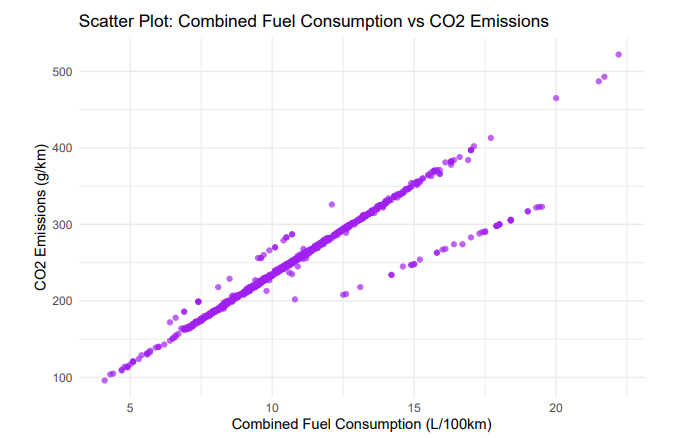 Scatter Plot: Combined Fuel Consumption vs CO2 Emissions
CO2 Emissions (g/km)
500
400
300
200
100
5 10 15 20
Combined Fuel Consumption (L/100km)